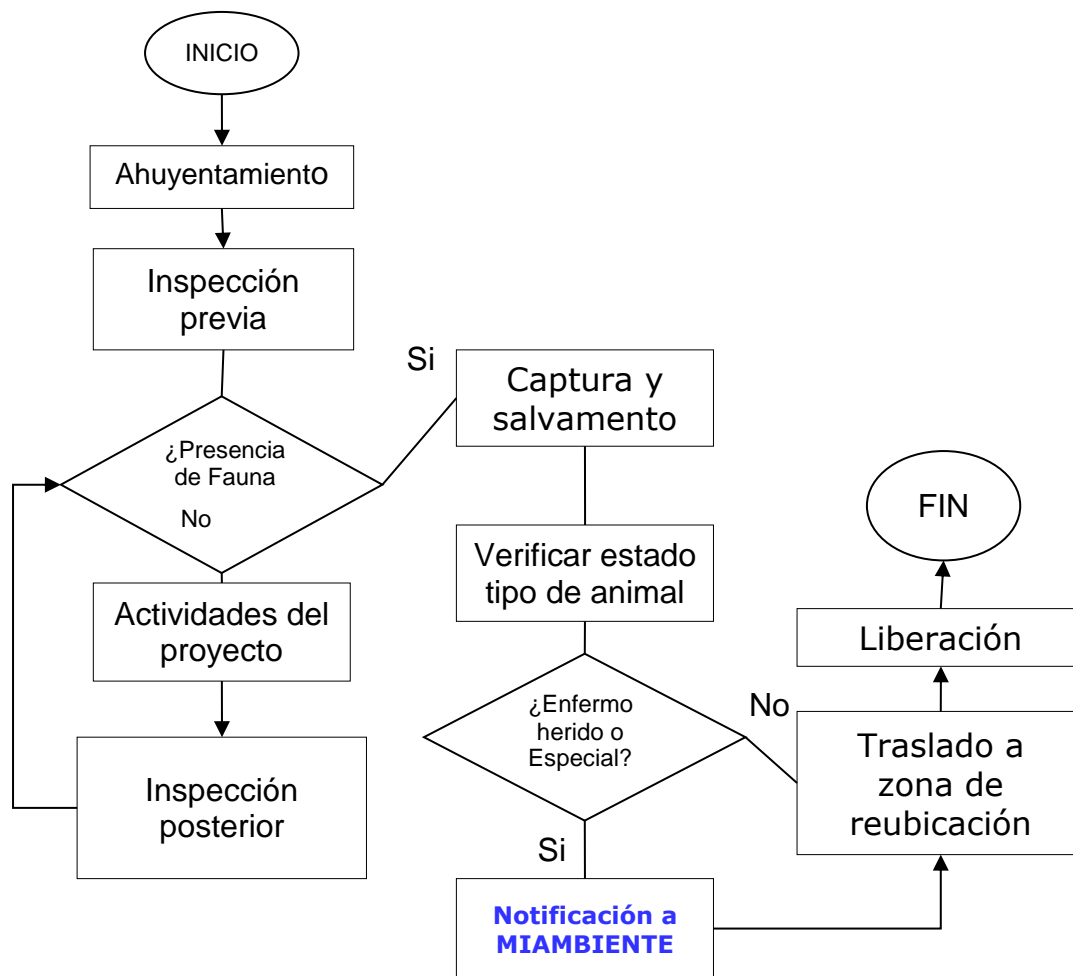 INICIO
Ahuyentamiento
Inspección
previa
¿Presencia
de Fauna
No
Actividades del
proyecto
Inspección
posterior
Si
Captura y
salvamento
Verificar estado
tipo de animal
¿Enfermo
herido o
Especial?
Si
Notificación a
MIAMBIENTE
No
Traslado a
zona de
reubicación
Liberación
FIN